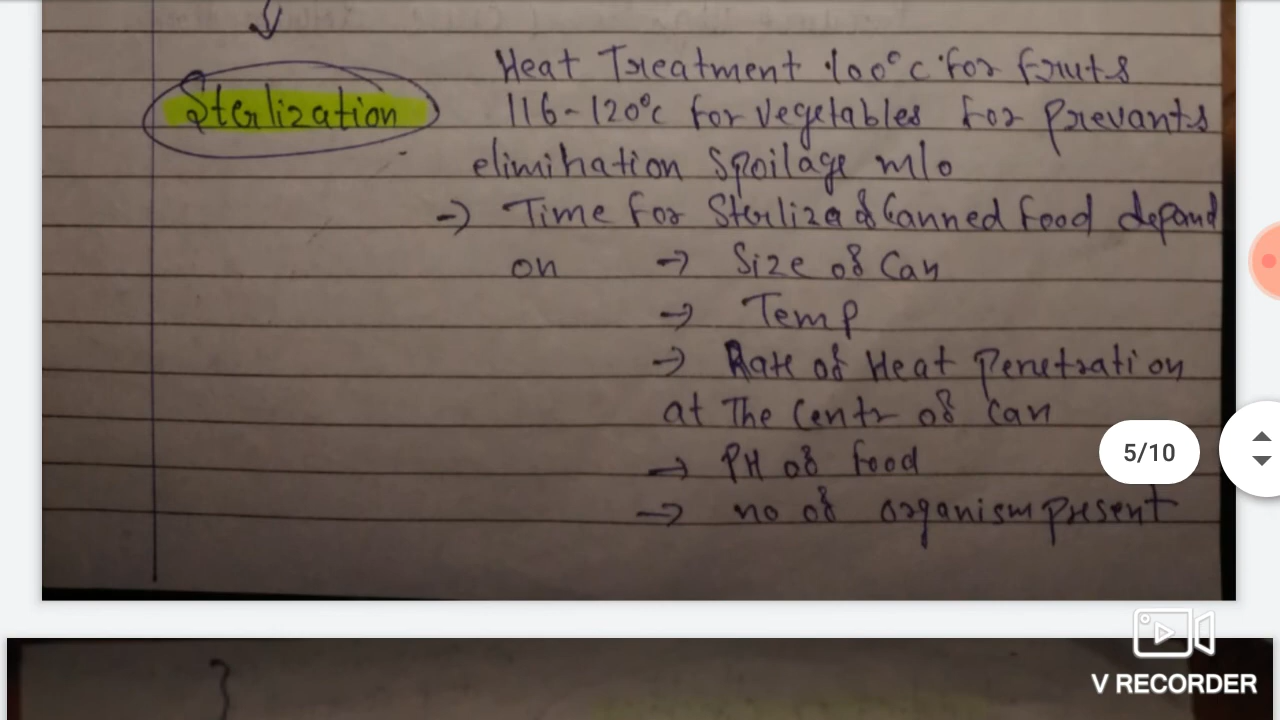 Heat Treatment 100°C for fruits
Sterlization
116-120°C for vegetables for prevants
elimination spoilage m/o
→ Time for Sterliza of Canned food depand
on → Size of Can
→ Temp
→ Rate of Heat Penetration
at The Centr of Can
→ PH of food
→ no of organism present
5/10
V RECORDER